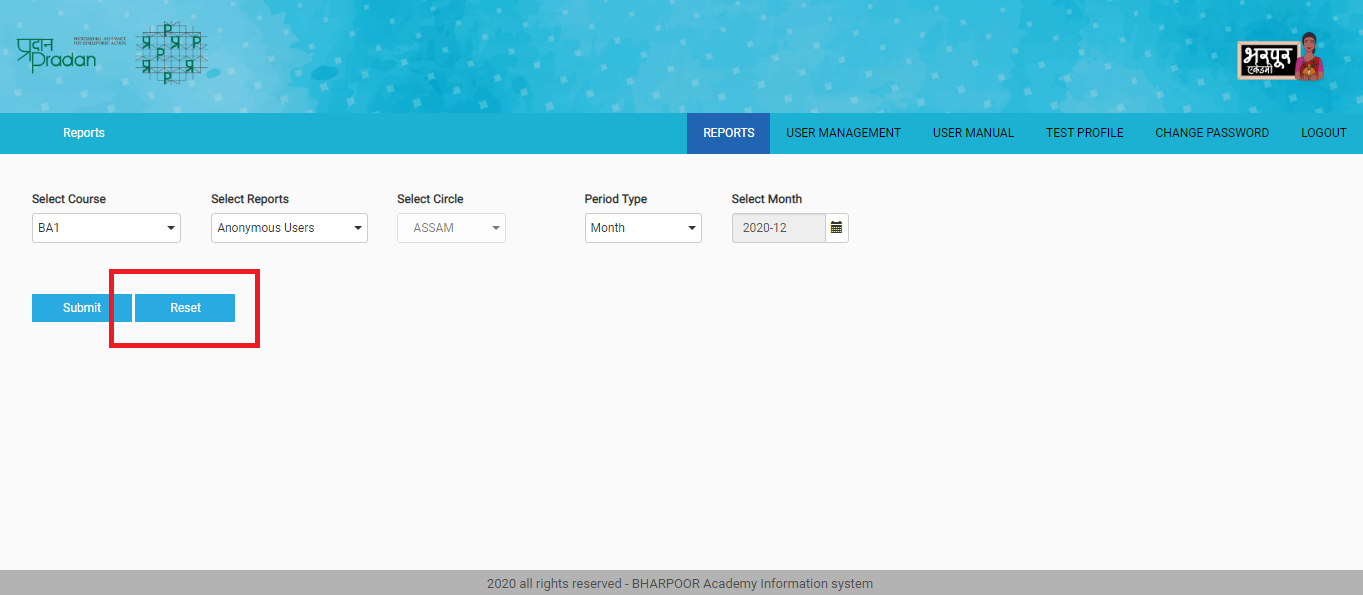 प्रदान
PROFESSIONAL ASSISTANCE
FOR DEVELOPMENT ACTION
Pradan
भरपूर
एकेडमी
Reports
REPORTS
USER MANAGEMENT
USER MANUAL
TEST PROFILE
CHANGE PASSWORD
LOGOUT
Select Course
Select Reports
Select Circle
Period Type
Select Month
BA1
Anonymous Users
ASSAM
Month
2020-12
Submit
Reset
2020 all rights reserved - BHARPOOR Academy Information system